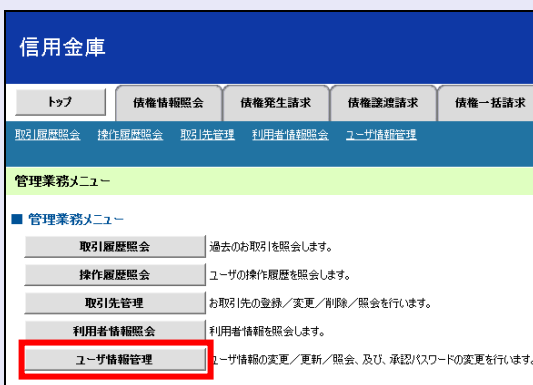 信用金庫
トップ 債権情報照会 債権発生請求 債権譲渡請求 債権一括請求
取引履歴照会 操作履歴照会 取引先管理 利用者情報照会 ユーザ情報管理
管理業務メニュー
■ 管理業務メニュー
取引履歴照会 過去のお取引を照会します。
操作履歴照会 ユーザの操作履歴を照会します。
取引先管理 お取引先の登録／変更／削除／照会を行います。
利用者情報照会 利用者情報を照会します。
ユーザ情報管理 ユーザ情報の変更／更新／照会、及び、承認パスワードの変更を行います。